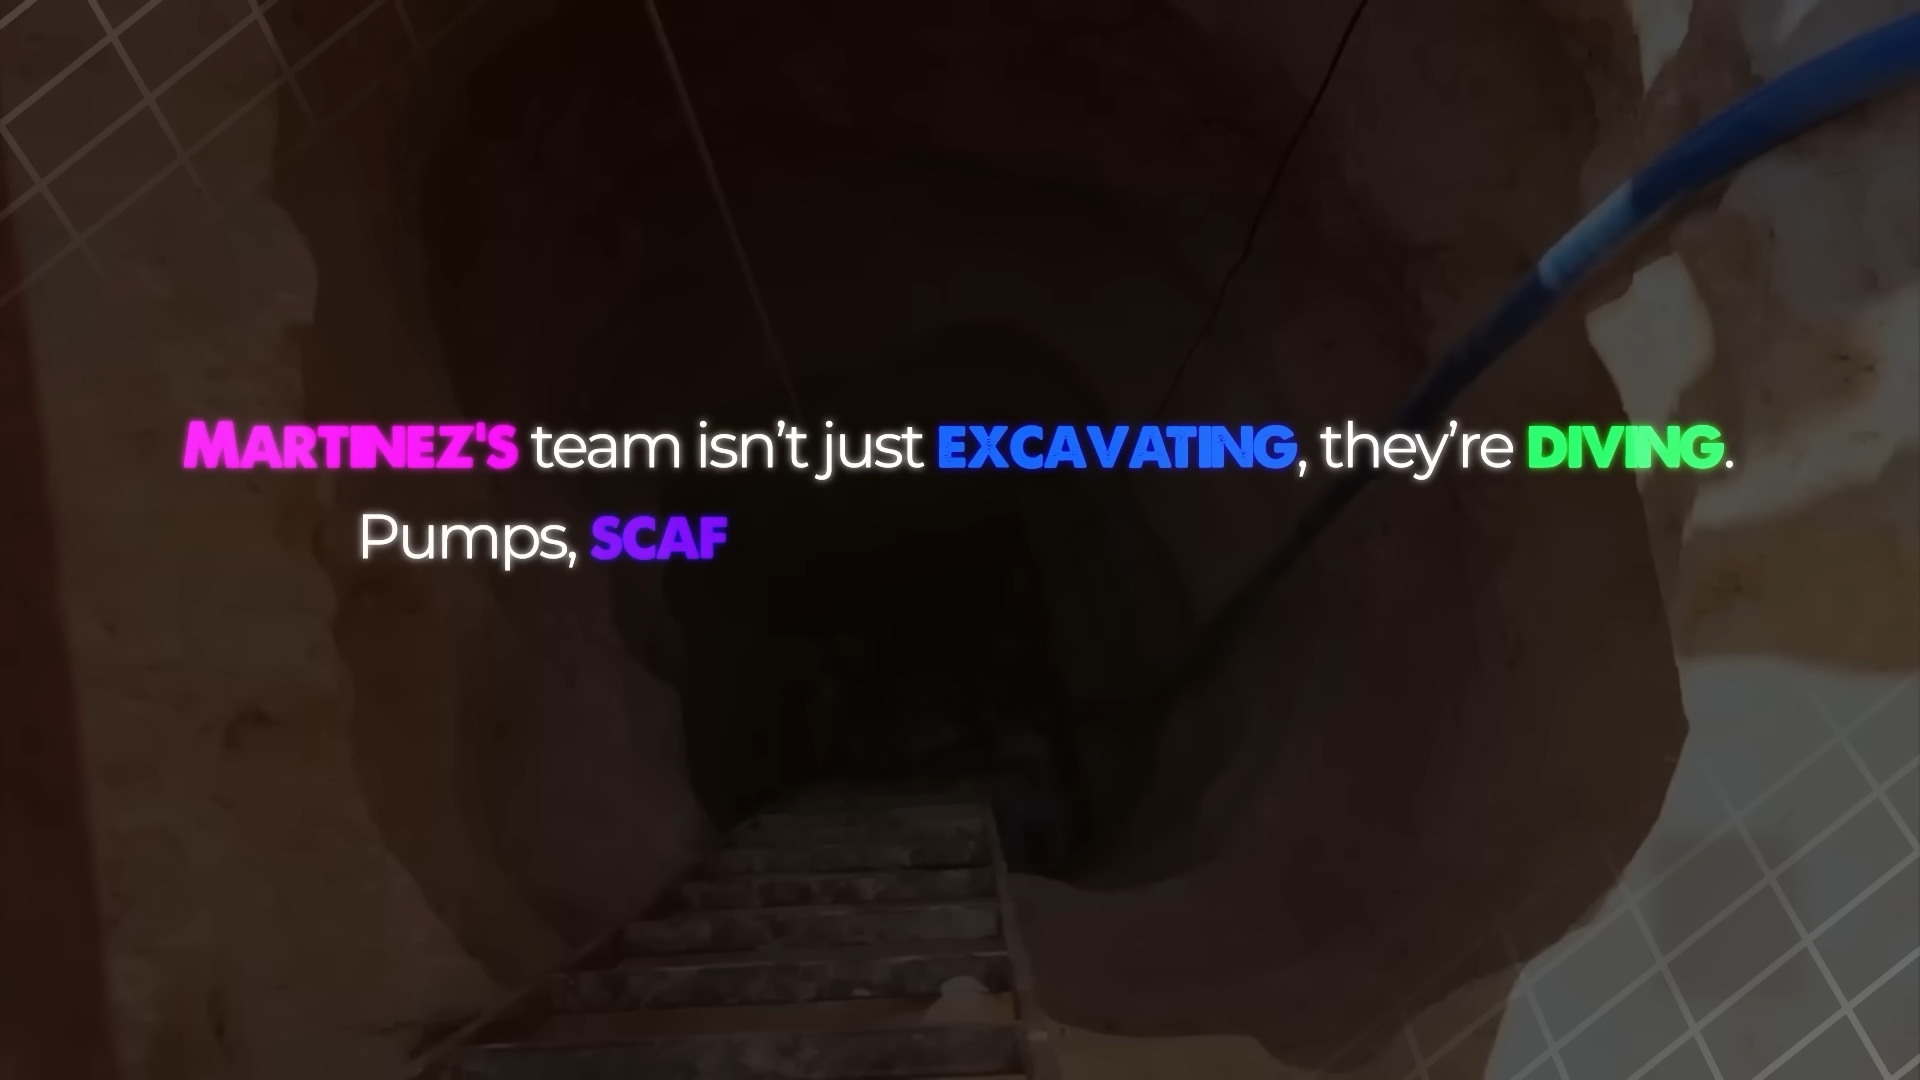 MARTINEZ'S team isn’t just EXCAVATING, they’re DIVING.
Pumps, SCAF